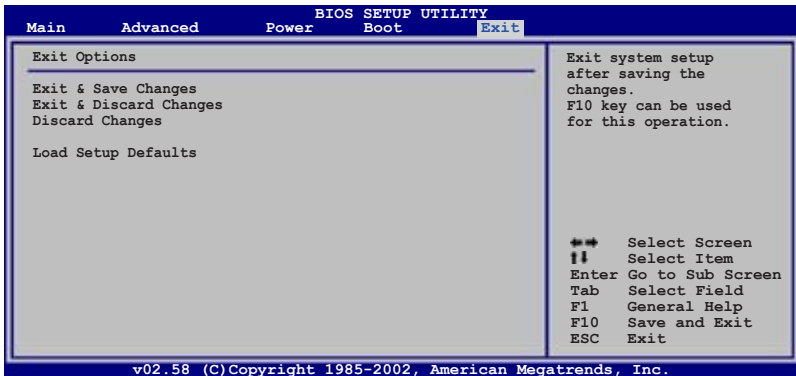 BIOS SETUP UTILITY
Main Advanced Power Boot Exit
Exit Options
Exit & Save Changes
Exit & Discard Changes
Discard Changes
Load Setup Defaults
Exit system setup
after saving the
changes.
F10 key can be used
for this operation.
Select Screen
Select Item
Enter Go to Sub Screen
Tab Select Field
F1 General Help
F10 Save and Exit
ESC Exit
v02.58 (C)Copyright 1985-2002, American Megatrends, Inc.